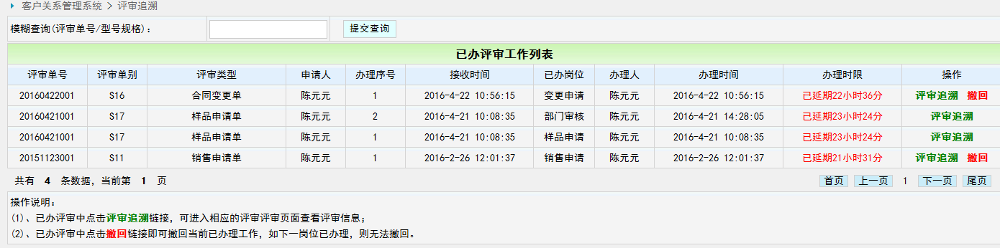 客户关系管理系统 > 评审追溯
模糊查询(评审单号/型号规格): 提交查询
已办评审工作列表
评审单号 评审单别 评审类型 申请人 办理序号 接收时间 已办岗位 办理人 办理时间 办理时限 操作
20160422001 S16 合同变更单 陈元元 1 2016-4-22 10:56:15 变更申请 陈元元 2016-4-22 10:56:15 已延期22小时36分 评审追溯 撤回
20160421001 S17 样品申请单 陈元元 2 2016-4-21 10:08:35 部门审核 陈元元 2016-4-21 14:28:05 已延期23小时24分 评审追溯
20160421001 S17 样品申请单 陈元元 1 2016-4-21 10:08:35 样品申请 陈元元 2016-4-21 10:08:35 已延期23小时24分 评审追溯
20151123001 S11 销售申请单 陈元元 1 2016-2-26 12:01:37 销售申请 陈元元 2016-2-26 12:01:37 已延期21小时31分 评审追溯 撤回
共有 4 条数据，当前第 1 页 首页 上一页 1 下一页 尾页
操作说明：
(1)、已办评审中点击评审追溯链接，可进入相应的评审评审页面查看评审信息；
(2)、已办评审中点击撤回链接即可撤回当前已办理工作，如下一岗位已办理，则无法撤回。